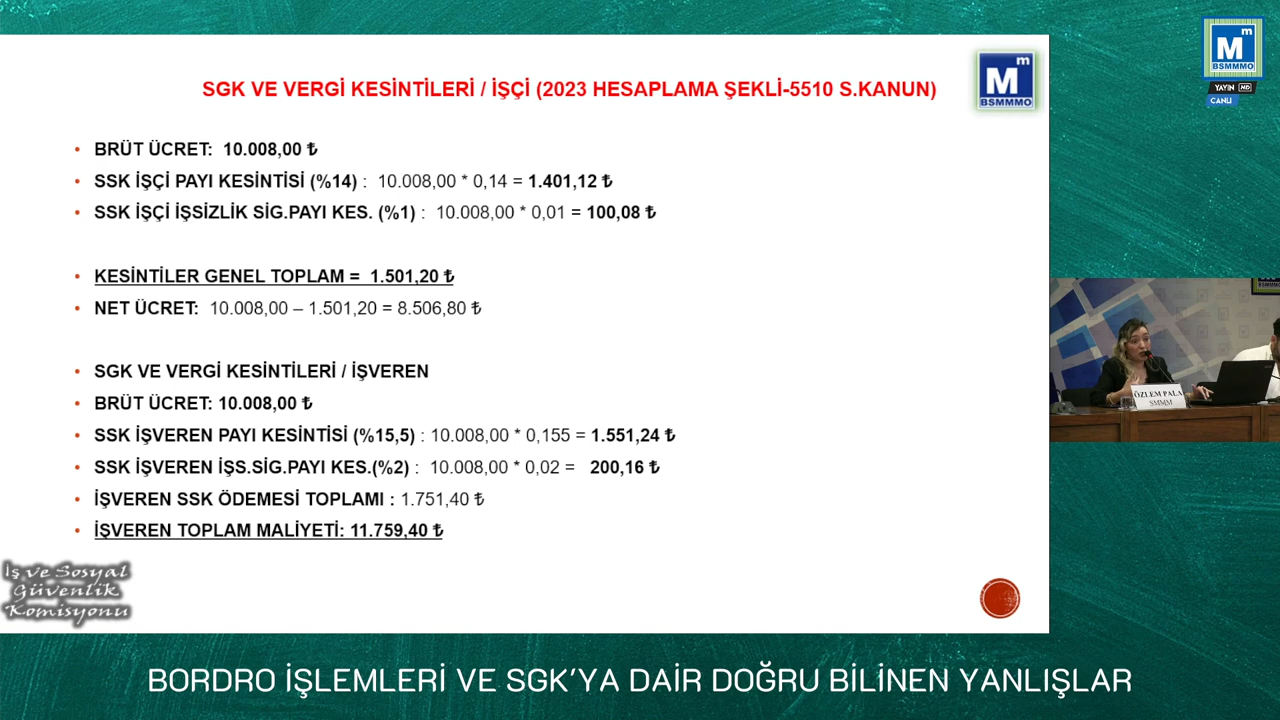 SGK VE VERGİ KESİNTİLERİ / İŞÇİ (2023 HESAPLAMA ŞEKLİ-5510 S.KANUN)
M m
BSMMMO
M m
BSMMMO
YAYIN HD
CANLI
• BRÜT ÜCRET: 10.008,00 ₺
• SSK İŞÇİ PAYI KESİNTİSİ (%14) : 10.008,00 * 0,14 = 1.401,12 ₺
• SSK İŞÇİ İŞSİZLİK SİG.PAYI KES. (%1) : 10.008,00 * 0,01 = 100,08 ₺
• KESİNTİLER GENEL TOPLAM = 1.501,20 ₺
• NET ÜCRET: 10.008,00 – 1.501,20 = 8.506,80 ₺
• SGK VE VERGİ KESİNTİLERİ / İŞVEREN
• BRÜT ÜCRET: 10.008,00 ₺
• SSK İŞVEREN PAYI KESİNTİSİ (%15,5) : 10.008,00 * 0,155 = 1.551,24 ₺
• SSK İŞVEREN İŞS.SİG.PAYI KES.(%2) : 10.008,00 * 0,02 = 200,16 ₺
• İŞVEREN SSK ÖDEMESİ TOPLAMI : 1.751,40 ₺
• İŞVEREN TOPLAM MALİYETİ: 11.759,40 ₺
ÖZLEM PALA
SMMM
İş ve Sosyal
Güvenlik
Komisyonu
BORDRO İŞLEMLERİ VE SGK'YA DAİR DOĞRU BİLİNEN YANLIŞLAR